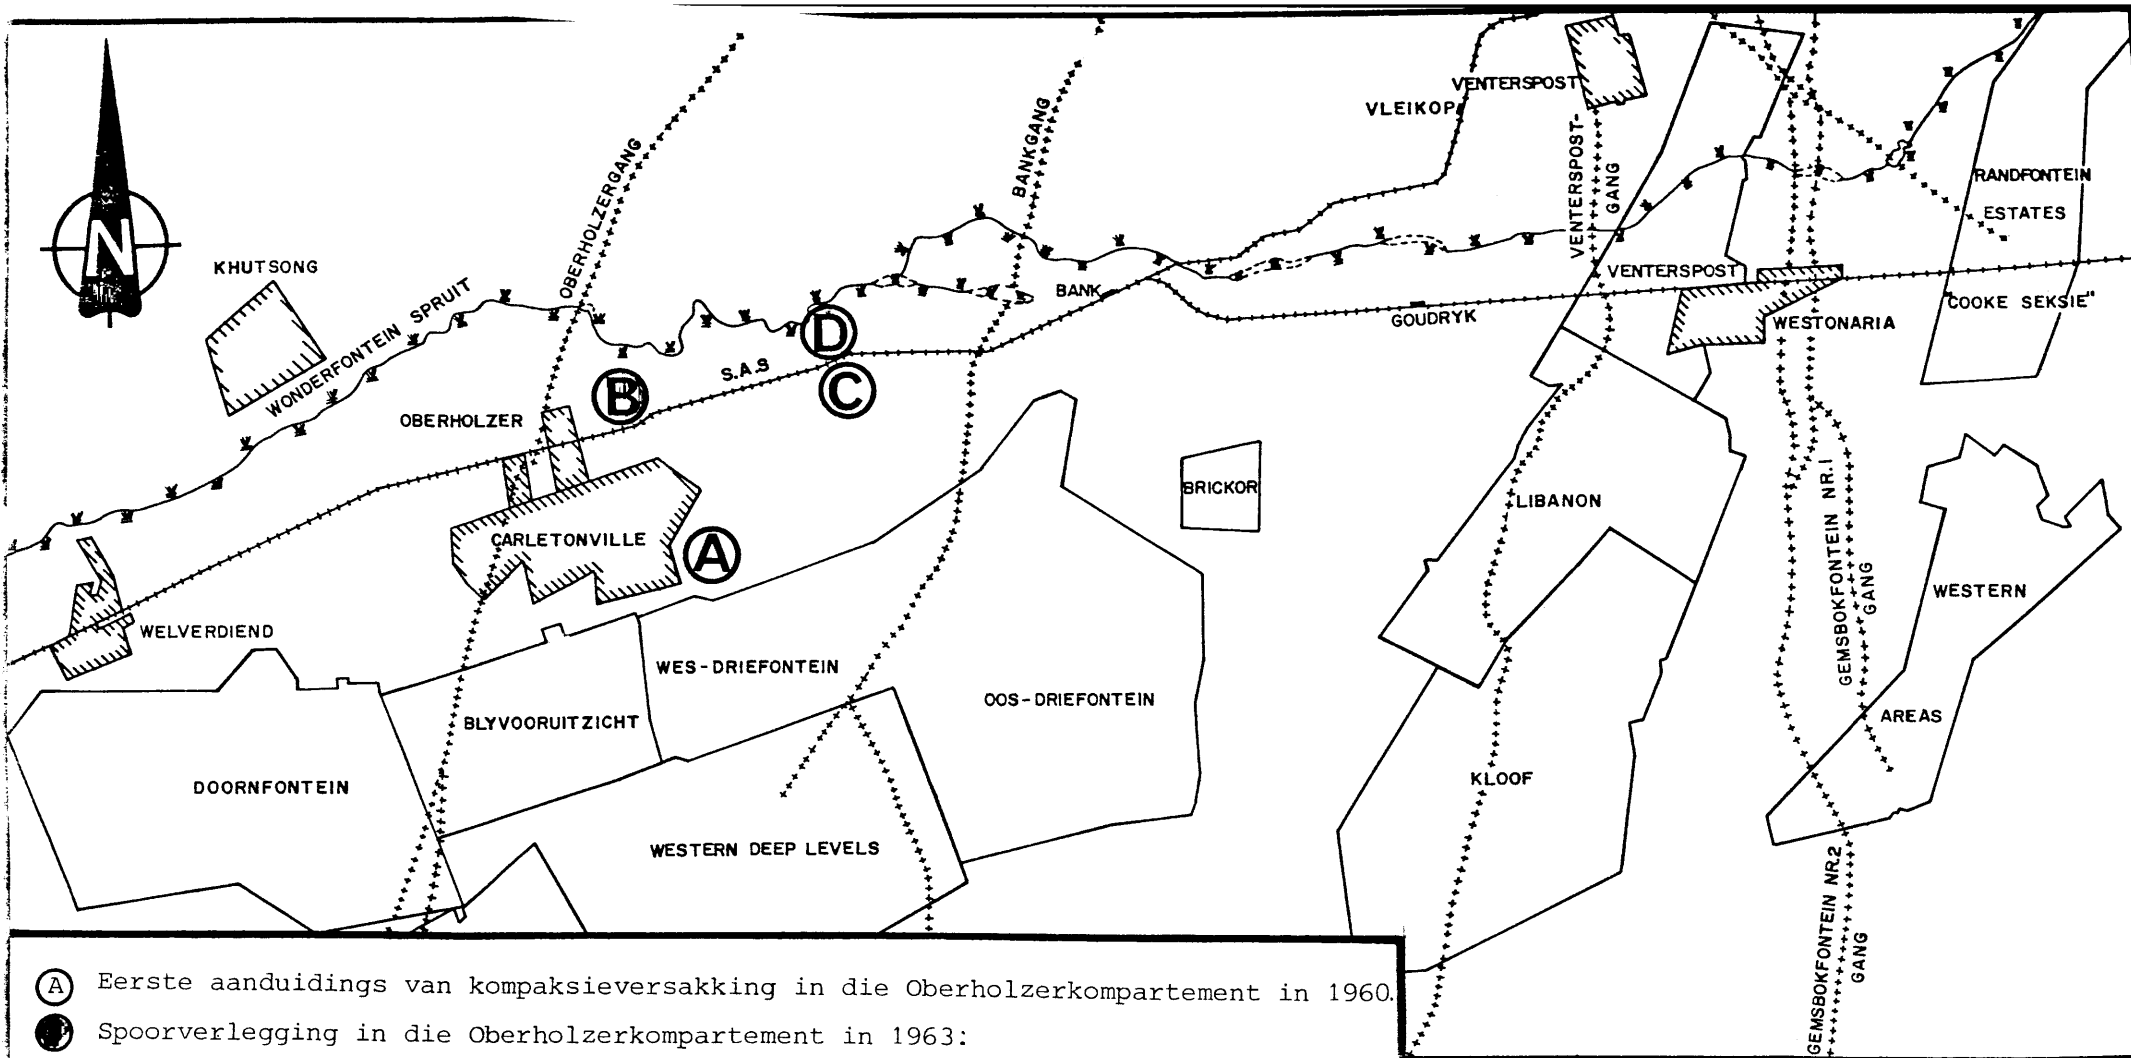 VENTERSPOST
VLEIKOP
BANKGANG
OBERHOLZERGANG
VENTERSPOST-
GANG
RANDFONTEIN
ESTATES
"COOKE SEKSIE"
N
KHUTSONG
WONDERFONTEIN SPRUIT
BANK
GOUDRYK
VENTERSPOST
WESTONARIA
D
S.A.S
C
B
OBERHOLZER
CARLETONVILLE
A
BRICKOR
LIBANON
GEMSBOKFONTEIN NR.1
GANG
WESTERN
AREAS
WELVERDIEND
WES-DRIEFONTEIN
OOS-DRIEFONTEIN
BLYVOORUITZICHT
DOORNFONTEIN
WESTERN DEEP LEVELS
KLOOF
GEMSBOKFONTEIN NR.2
GANG
A Eerste aanduidings van kompaksieversakking in die Oberholzerkompartement in 1960.
Spoorverlegging in die Oberholzerkompartement in 1963: